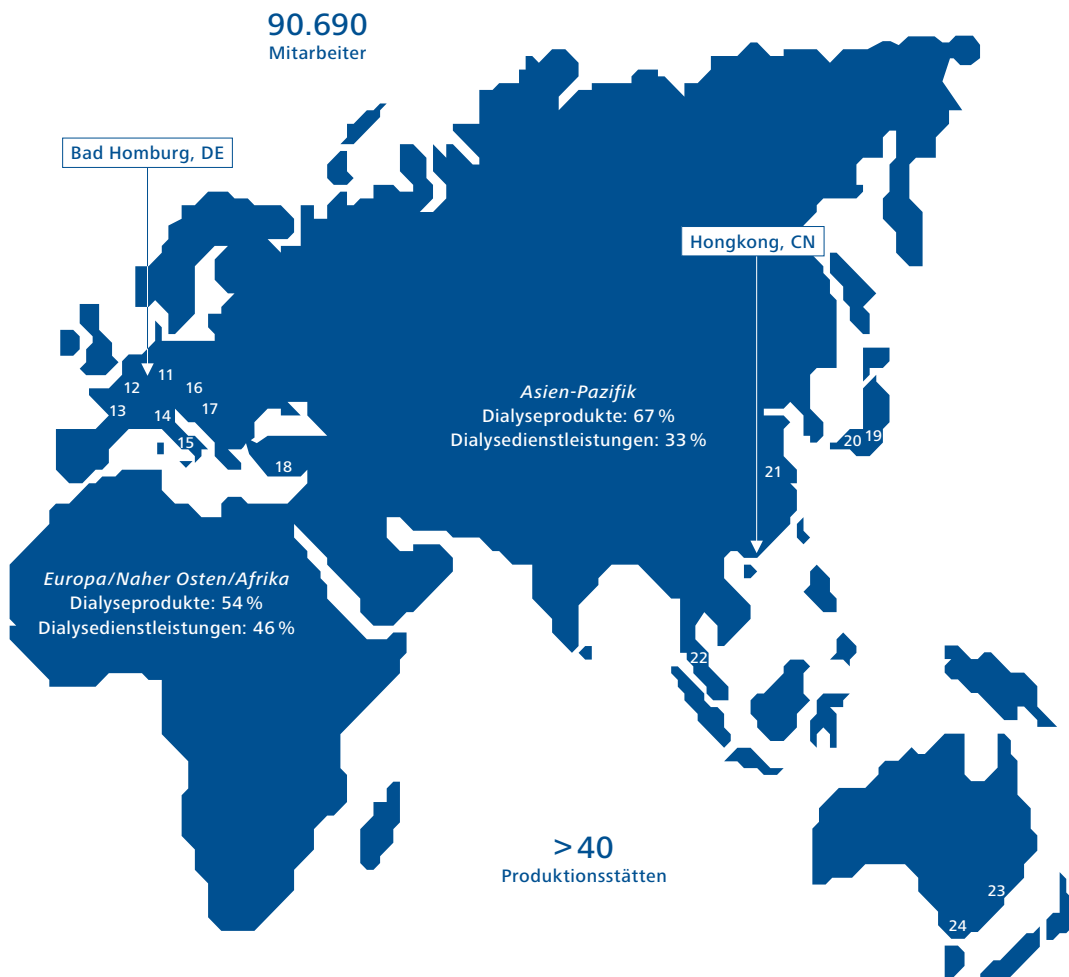 90.690
Mitarbeiter
Bad Homburg, DE
Hongkong, CN
11
12
16
13
14
17
15
18
Asien-Pazifik
Dialyseprodukte: 67 %
Dialysedienstleistungen: 33 %
20
19
21
Europa/Naher Osten/Afrika
Dialyseprodukte: 54 %
Dialysedienstleistungen: 46 %
22
>40
Produktionsstätten
23
24